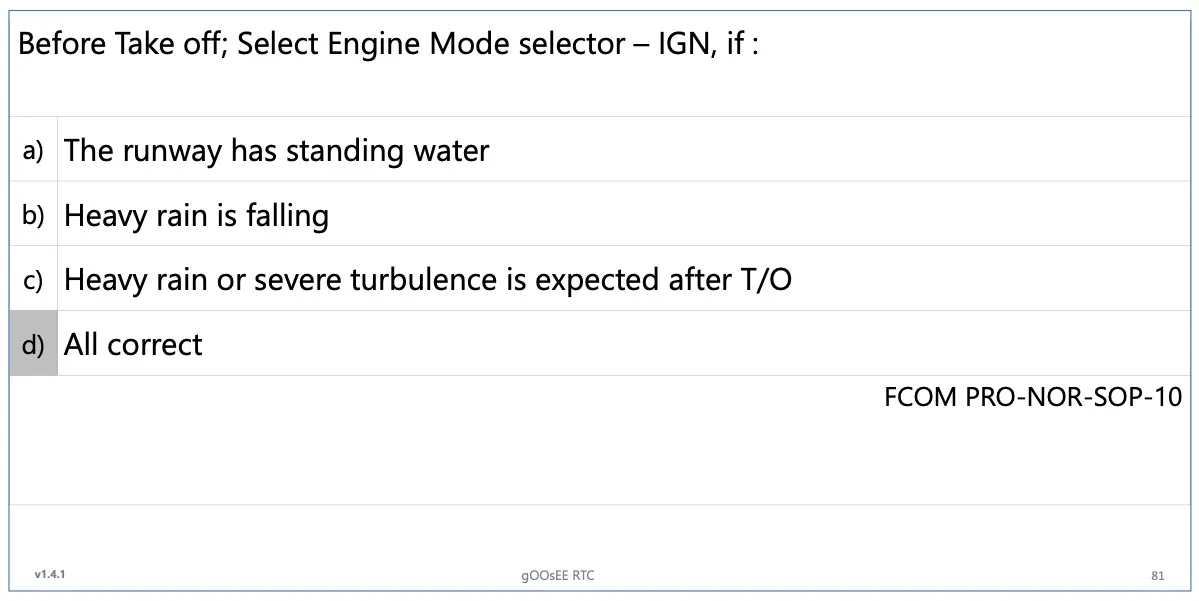 Before Take off; Select Engine Mode selector – IGN, if :
a) The runway has standing water
b) Heavy rain is falling
c) Heavy rain or severe turbulence is expected after T/O
d) All correct
FCOM PRO-NOR-SOP-10
v1.4.1 gOOsEE RTC 81